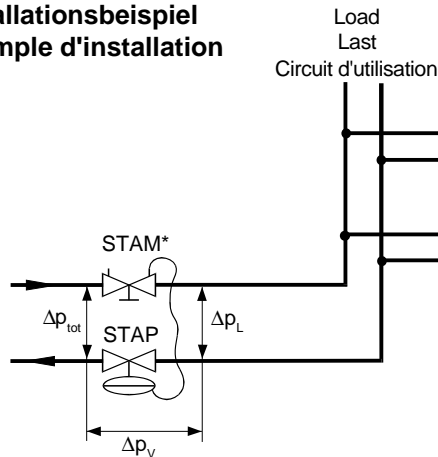 allationsbeispiel
mple d'installation
Load
Last
Circuit d'utilisation
STAM*
Δp_tot
STAP
Δp_L
Δp_V